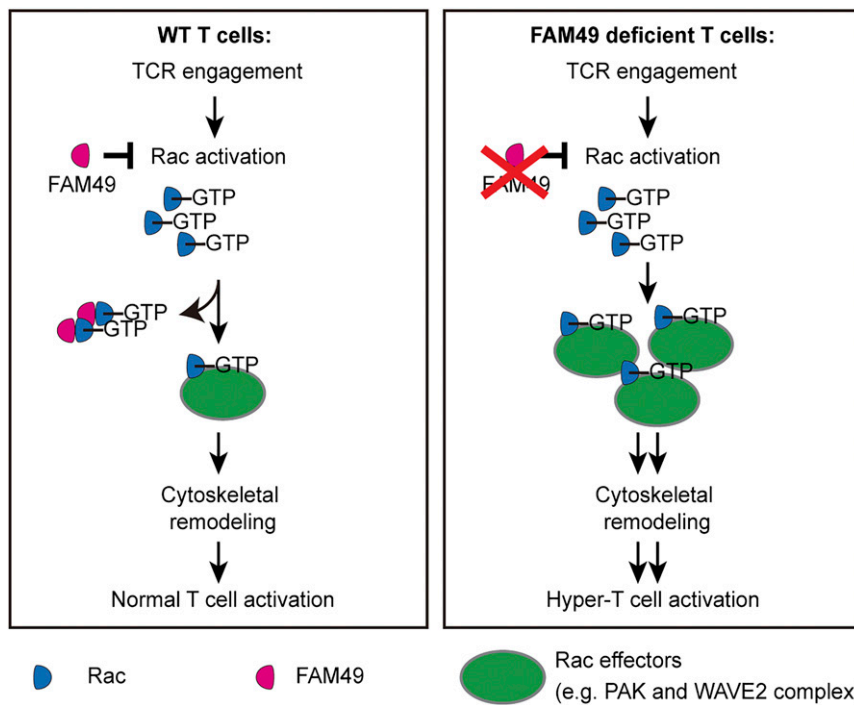 WT T cells:
TCR engagement
Rac activation
FAM49
GTP
GTP
GTP
GTP
GTP
GTP
Cytoskeletal
remodeling
Normal T cell activation
FAM49 deficient T cells:
TCR engagement
Rac activation
FAM49
GTP
GTP
GTP
GTP
GTP
GTP
Cytoskeletal
remodeling
Hyper-T cell activation
Rac
FAM49
Rac effectors
(e.g. PAK and WAVE2 complex